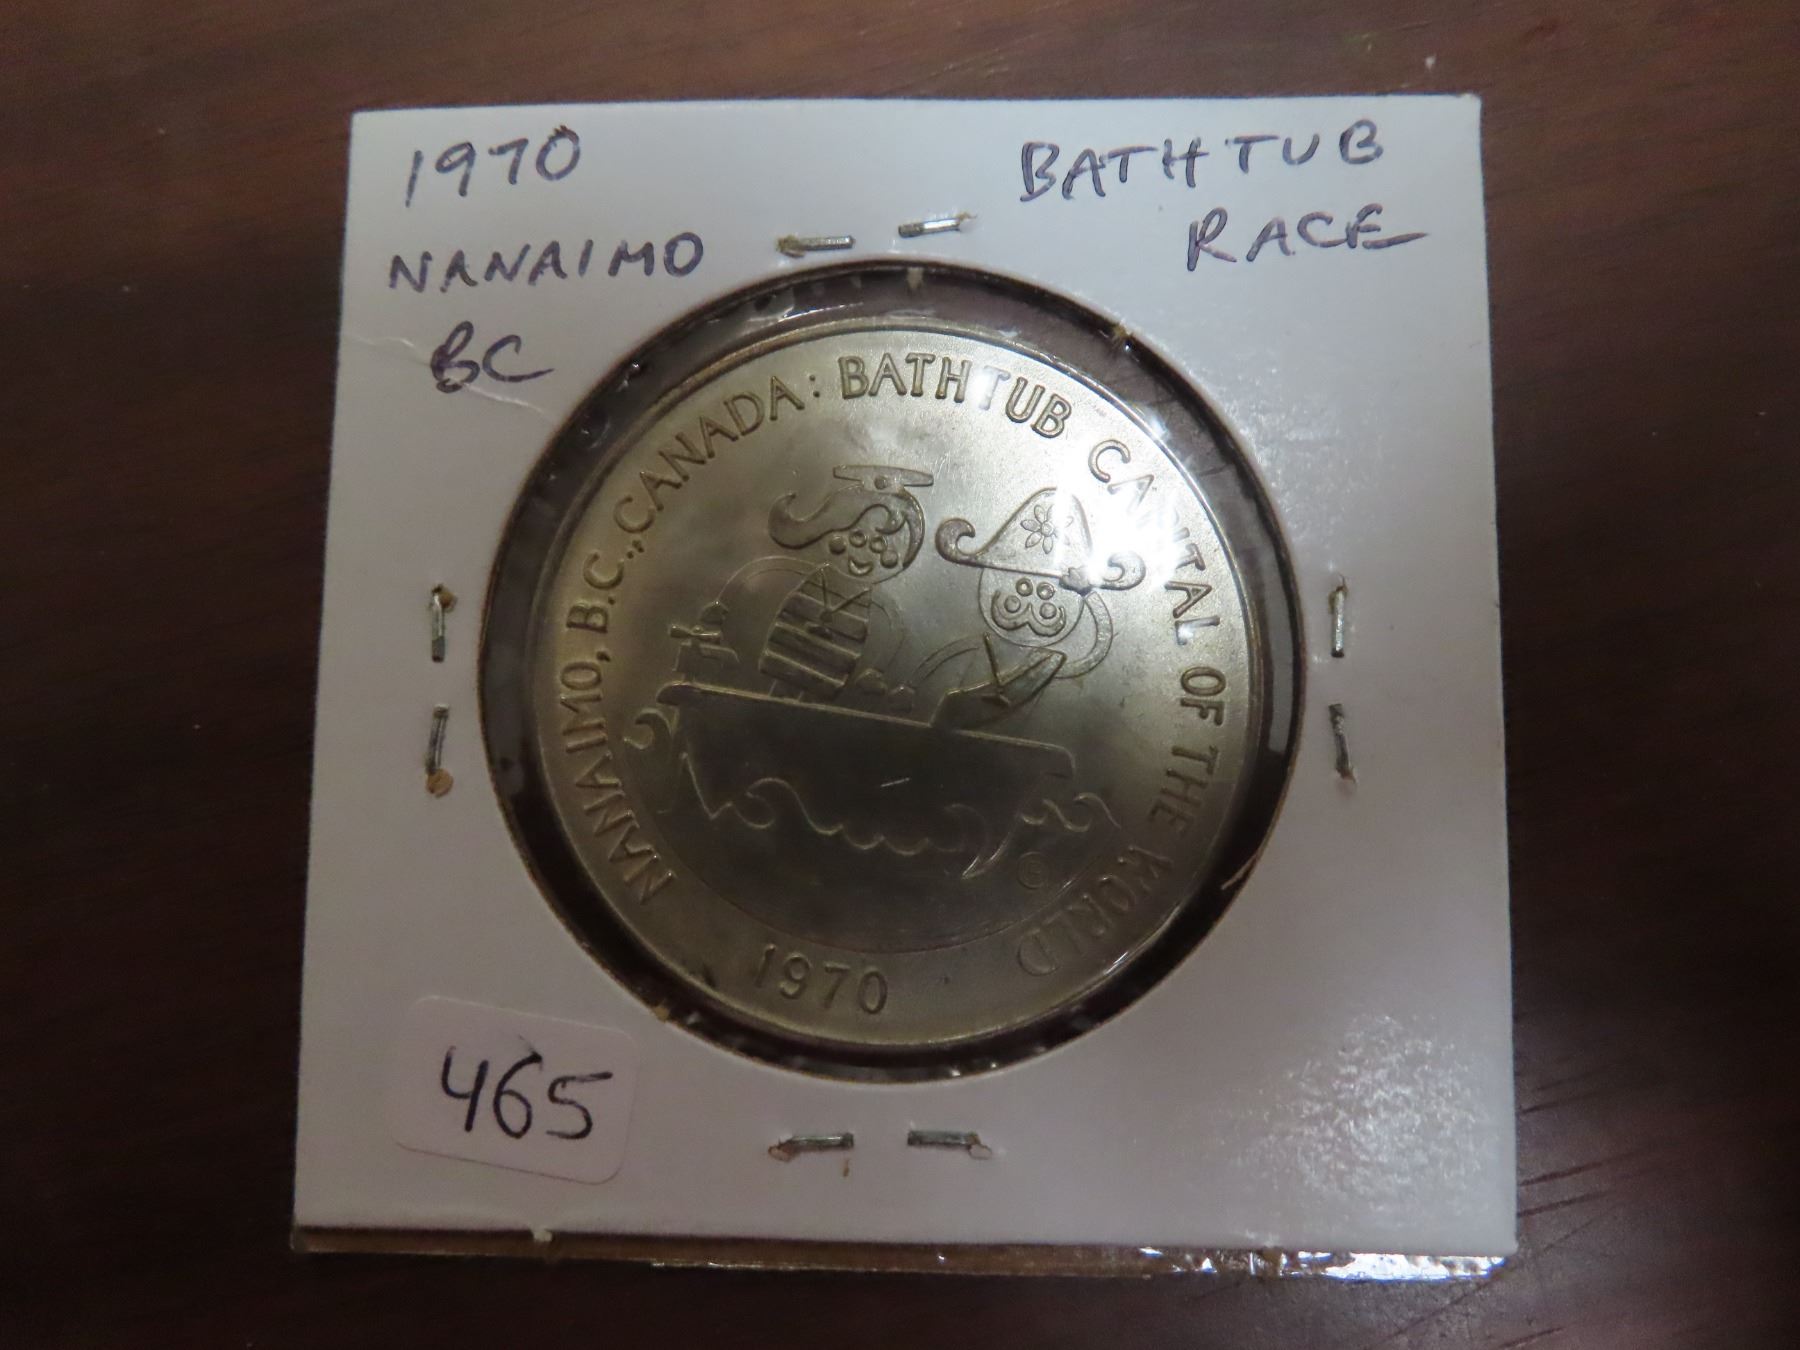 1970
NANAIMO
BC
BATHTUB
RACE
NANAIMO, B.C., CANADA: BATHTUB CAPITAL OF THE WORLD
©
1970
465